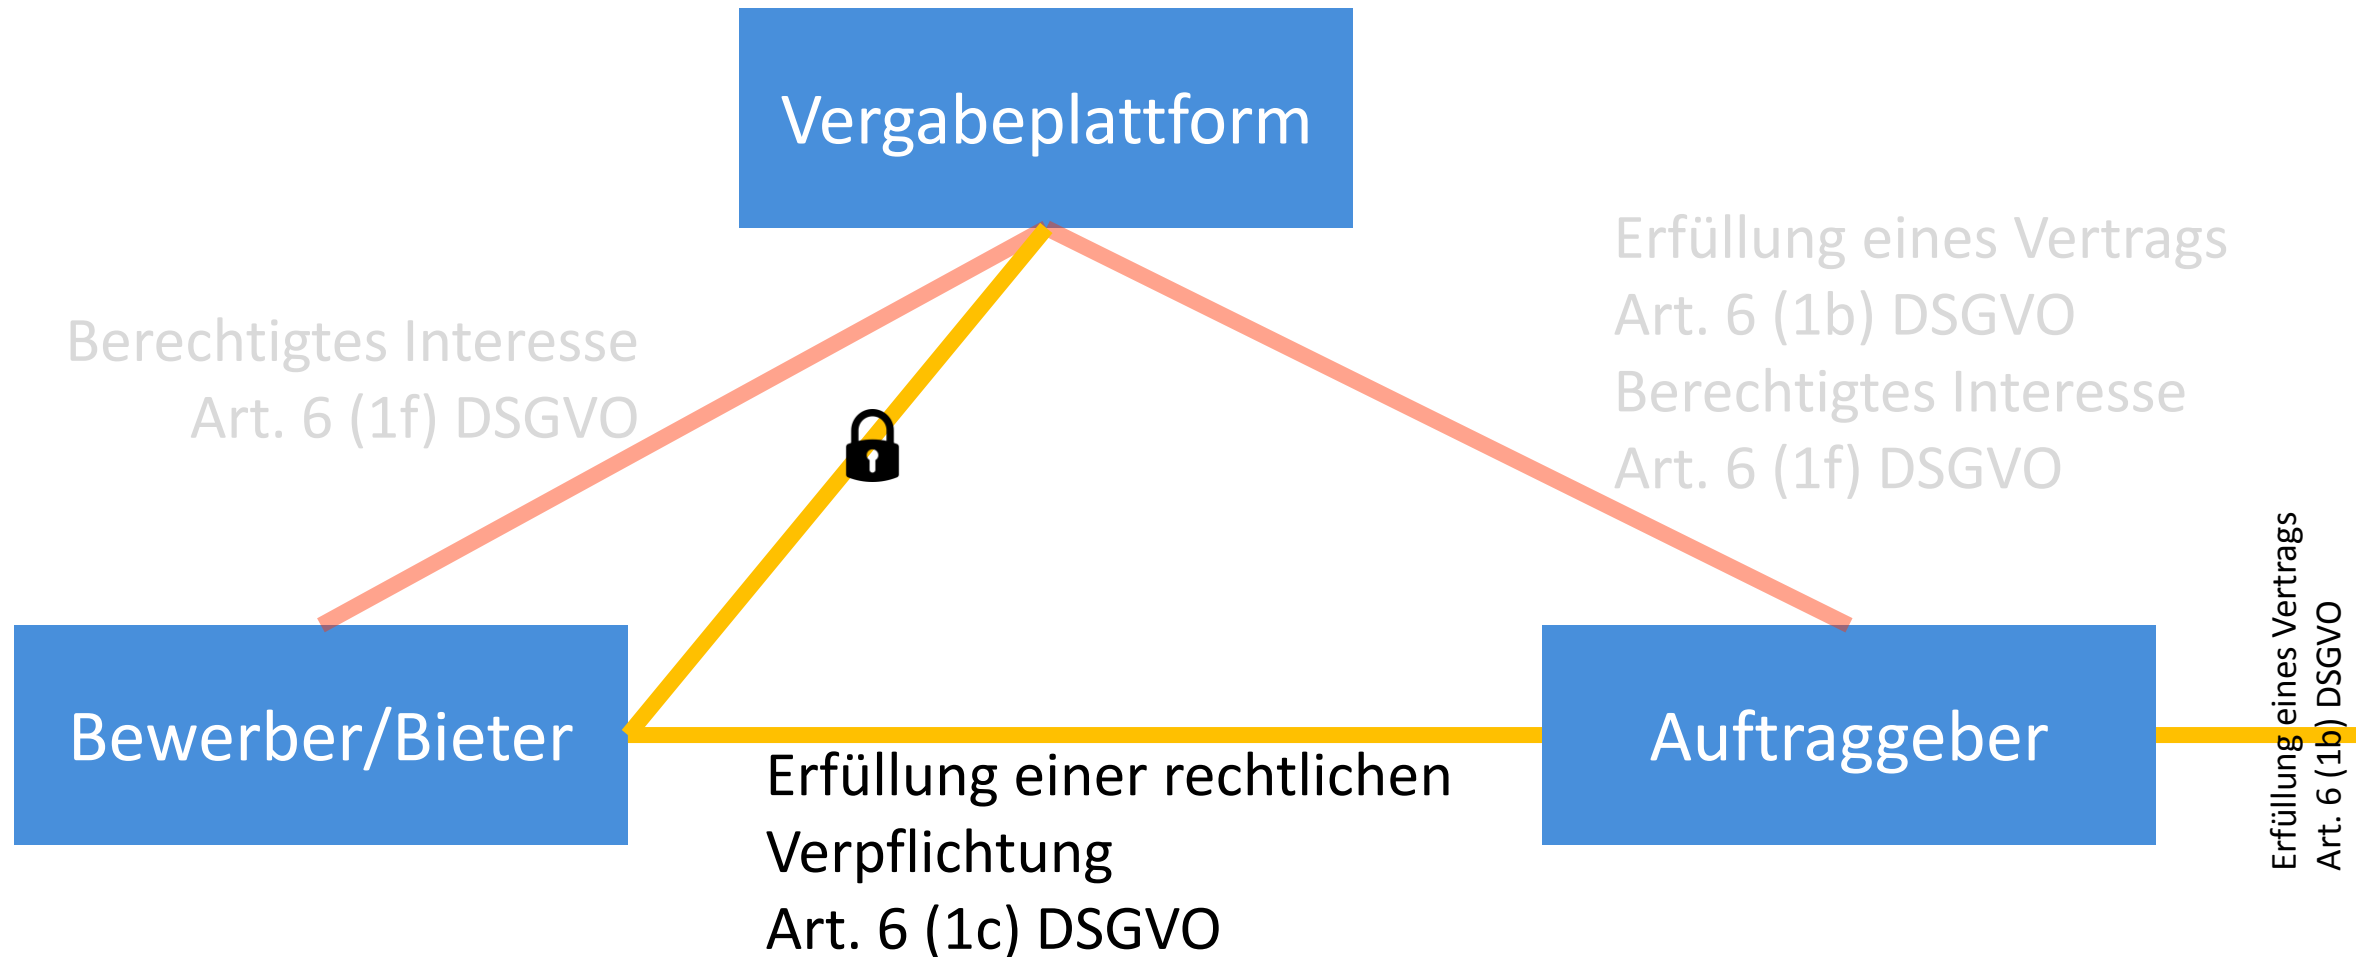 Vergabeplattform
Berechtigtes Interesse
Art. 6 (1f) DSGVO
Erfüllung eines Vertrags
Art. 6 (1b) DSGVO
Berechtigtes Interesse
Art. 6 (1f) DSGVO
Bewerber/Bieter
Erfüllung einer rechtlichen
Verpflichtung
Art. 6 (1c) DSGVO
Auftraggeber
Erfüllung eines Vertrags
Art. 6 (1b) DSGVO